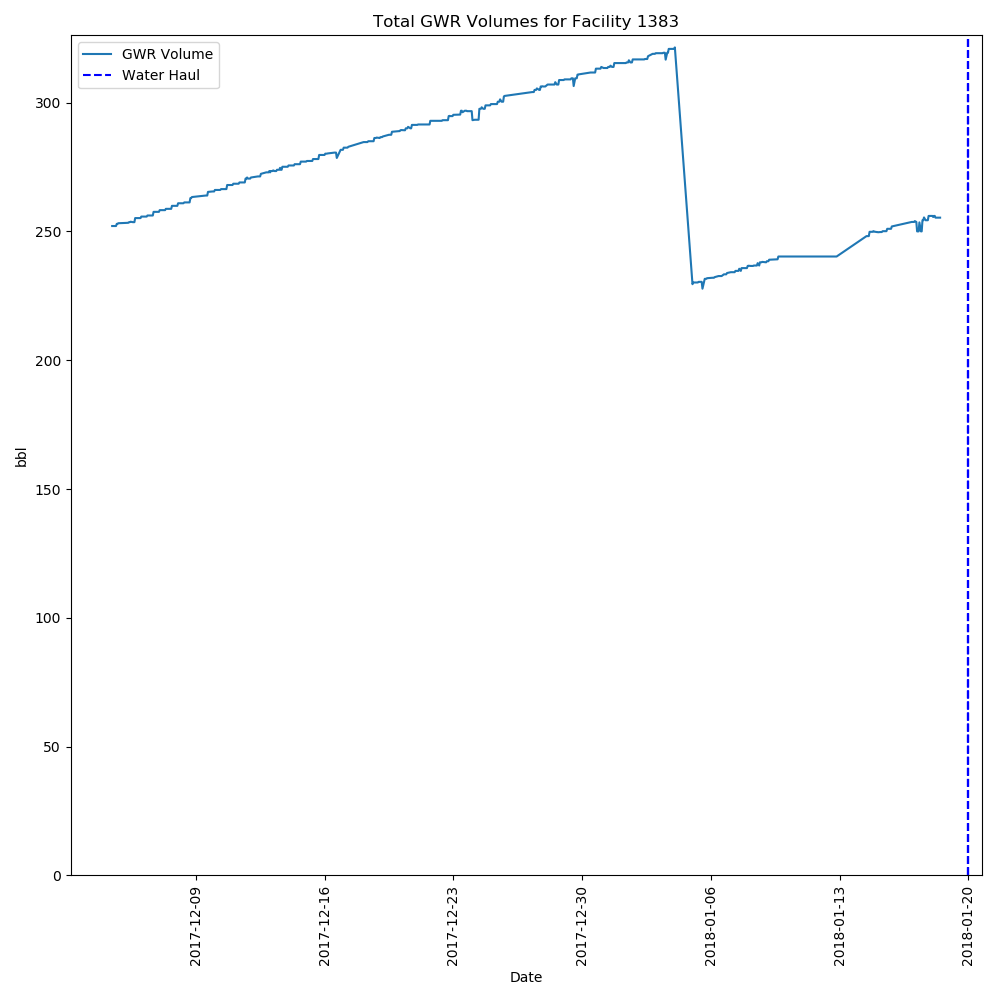 Total GWR Volumes for Facility 1383
GWR Volume
Water Haul
300
250
200
150
100
50
0
bbl
2017-12-09
2017-12-16
2017-12-23
2017-12-30
2018-01-06
2018-01-13
2018-01-20
Date